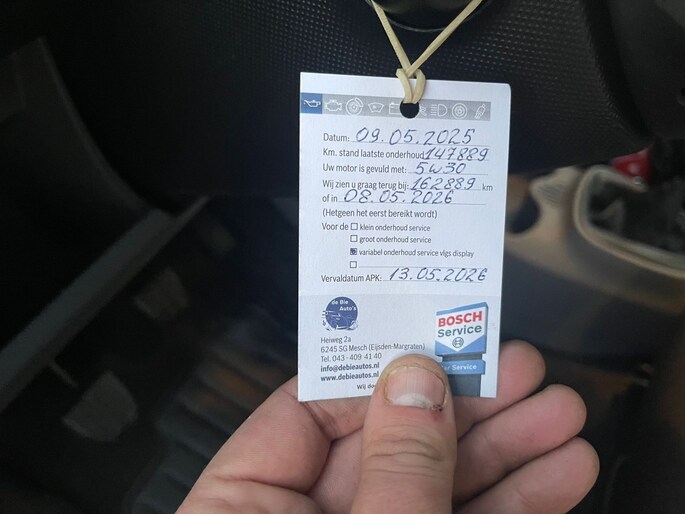 Datum: 09.05.2025
Km. stand laatste onderhoud 147889
Uw motor is gevuld met: 5W30
Wij zien u graag terug bij: 162889 km
of in 08.05.2026
(Hetgeen het eerst bereikt wordt)
Voor de klein onderhoud service
groot onderhoud service
variabel onderhoud service vlgs display
Vervaldatum APK: 13.05.2026
de Bie
Auto's
BOSCH
Service
Heiweg 2a
6245 SG Mesch (Eijsden-Margraten)
Tel. 043 - 409 41 40
info@debieautos.nl
www.debieautos.nl
Service
Wij